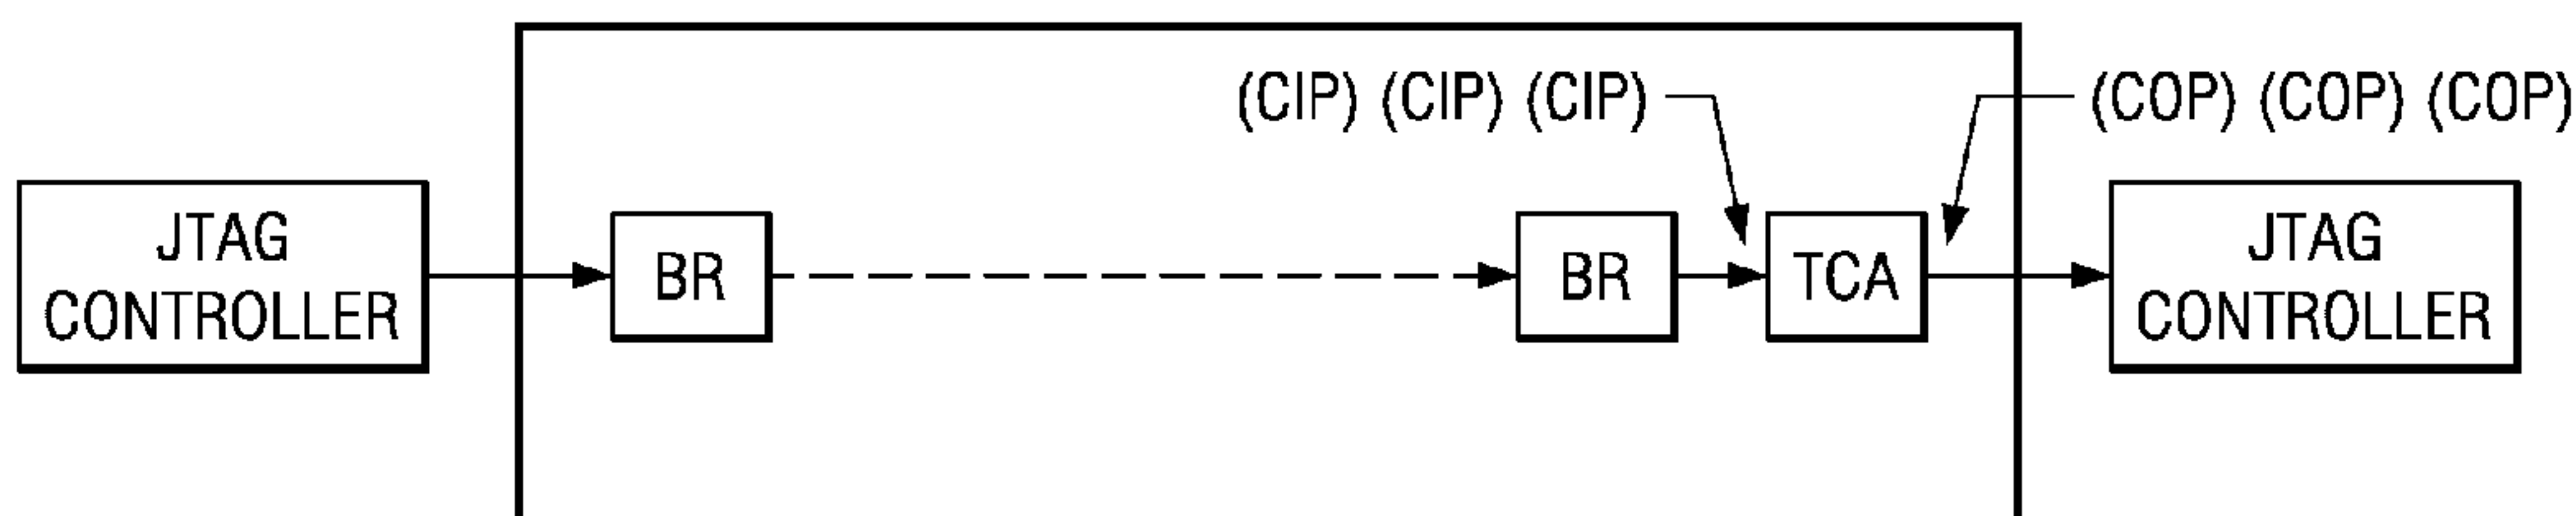 (CIP) (CIP) (CIP)
(COP) (COP) (COP)
JTAG
CONTROLLER
BR
BR
TCA
JTAG
CONTROLLER